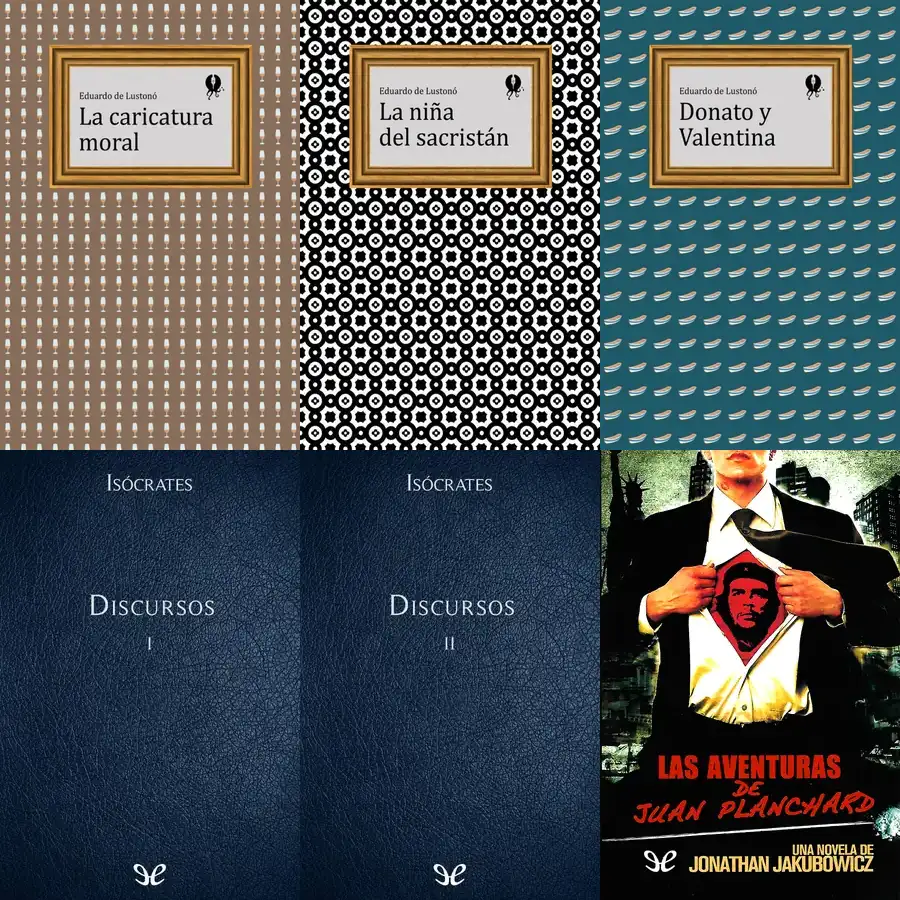 Eduardo de Lustonó
La caricatura
moral
Eduardo de Lustonó
La niña
del sacristán
Eduardo de Lustonó
Donato y
Valentina
Isócrates
Discursos
I
Isócrates
Discursos
II
LAS AVENTURAS
DE
JUAN PLANCHARD
UNA NOVELA DE
JONATHAN JAKUBOWICZ